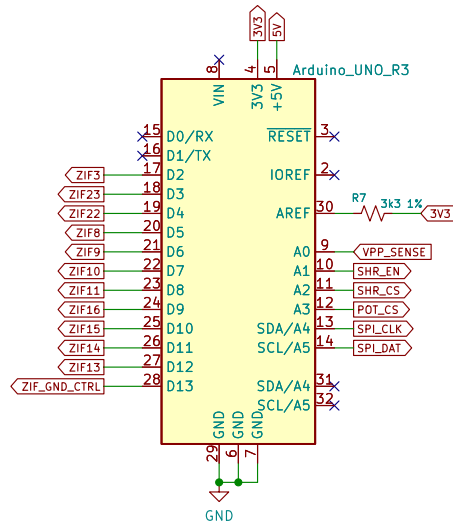 3V3
5V
8
4
5
Arduino_UNO_R3
VIN
3V3
+5V
15 D0/RX
RESET 3
16 D1/TX
ZIF3 17 D2
IOREF 2
ZIF23 18 D3
R7 3k3 1%
ZIF22 19 D4
AREF 30 3V3
ZIF8 20 D5
ZIF9 21 D6
A0 9 VPP_SENSE
ZIF10 22 D7
A1 10 SHR_EN
ZIF11 23 D8
A2 11 SHR_CS
ZIF16 24 D9
A3 12 POT_CS
ZIF15 25 D10
SDA/A4 13 SPI_CLK
ZIF14 26 D11
SCL/A5 14 SPI_DAT
ZIF13 27 D12
ZIF_GND_CTRL 28 D13
SDA/A4 31
SCL/A5 32
GND
GND
GND
29
6
7
GND